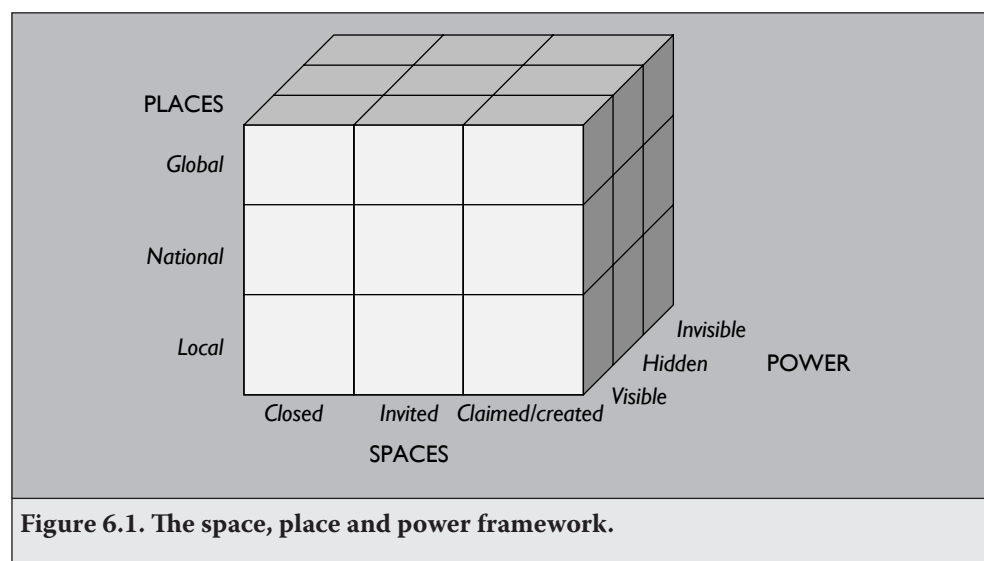 PLACES
Global
National
Local
Closed
Invited
Claimed/created
SPACES
Visible
Hidden
Invisible
POWER
Figure 6.1. The space, place and power framework.